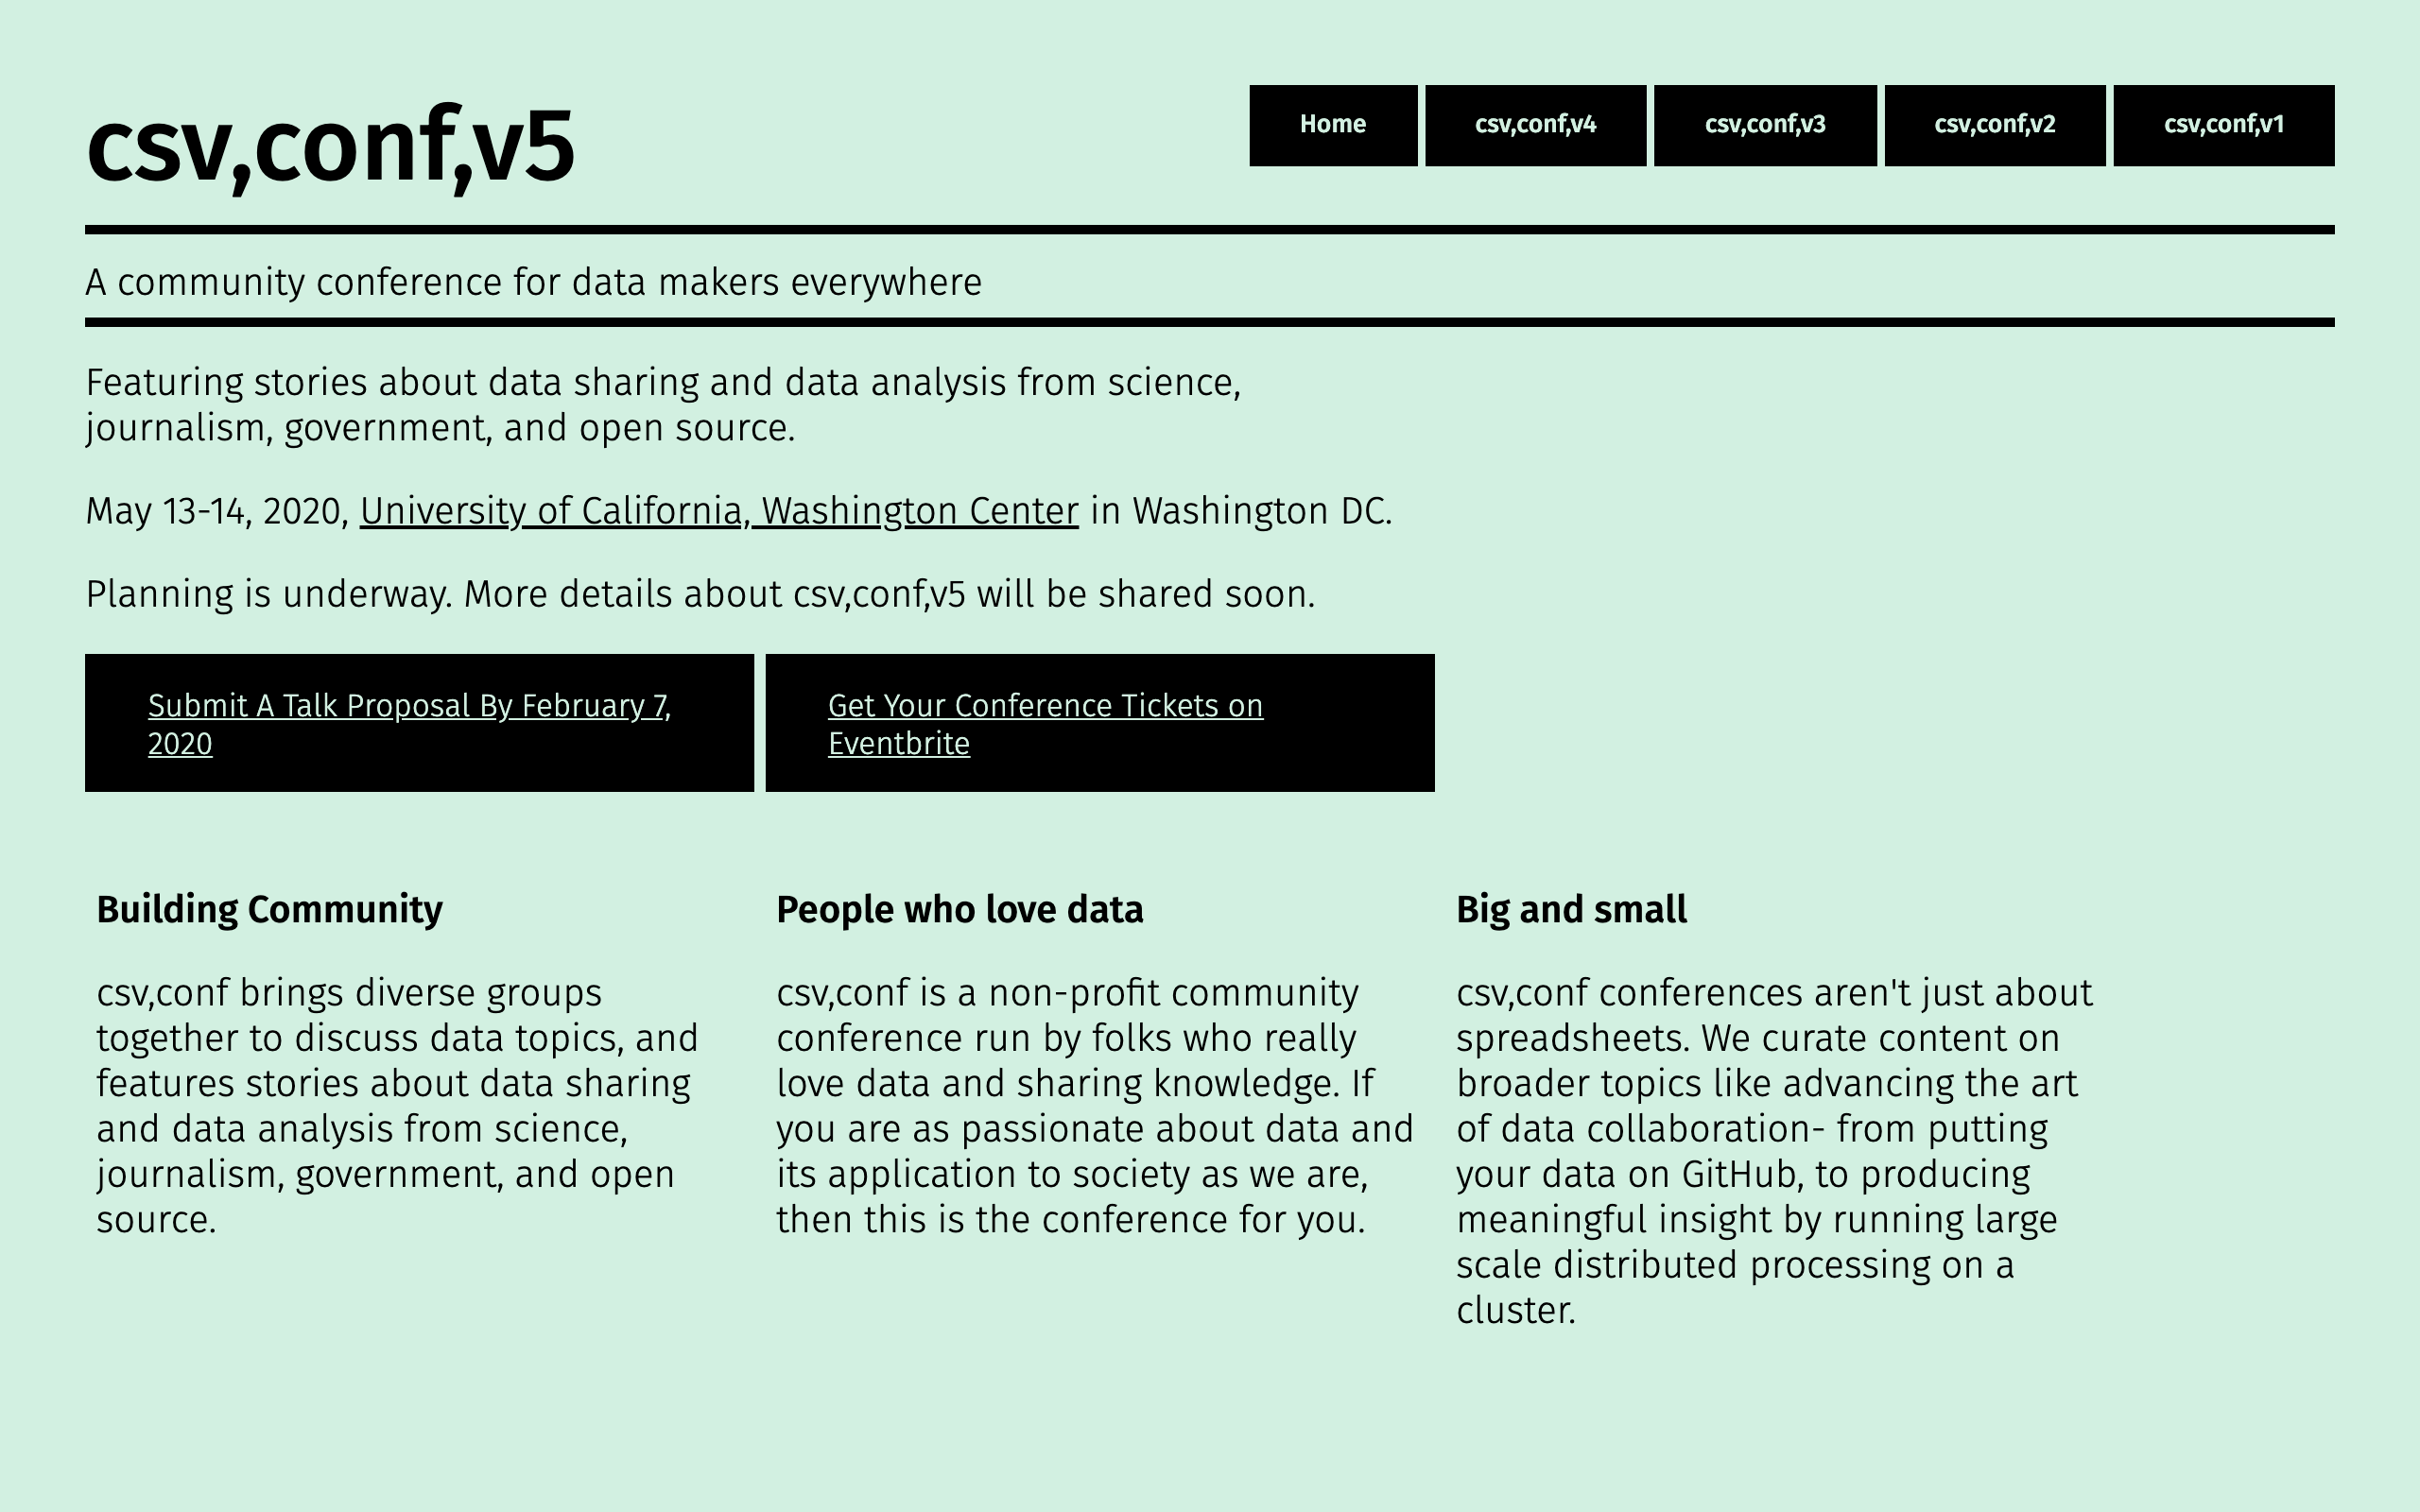 csv,conf,v5
Home
csv,conf,v4
csv,conf,v3
csv,conf,v2
csv,conf,v1
A community conference for data makers everywhere
Featuring stories about data sharing and data analysis from science,
journalism, government, and open source.
May 13-14, 2020, University of California, Washington Center in Washington DC.
Planning is underway. More details about csv,conf,v5 will be shared soon.
Submit A Talk Proposal By February 7,
2020
Get Your Conference Tickets on
Eventbrite
Building Community
csv,conf brings diverse groups
together to discuss data topics, and
features stories about data sharing
and data analysis from science,
journalism, government, and open
source.
People who love data
csv,conf is a non-profit community
conference run by folks who really
love data and sharing knowledge. If
you are as passionate about data and
its application to society as we are,
then this is the conference for you.
Big and small
csv,conf conferences aren't just about
spreadsheets. We curate content on
broader topics like advancing the art
of data collaboration- from putting
your data on GitHub, to producing
meaningful insight by running large
scale distributed processing on a
cluster.